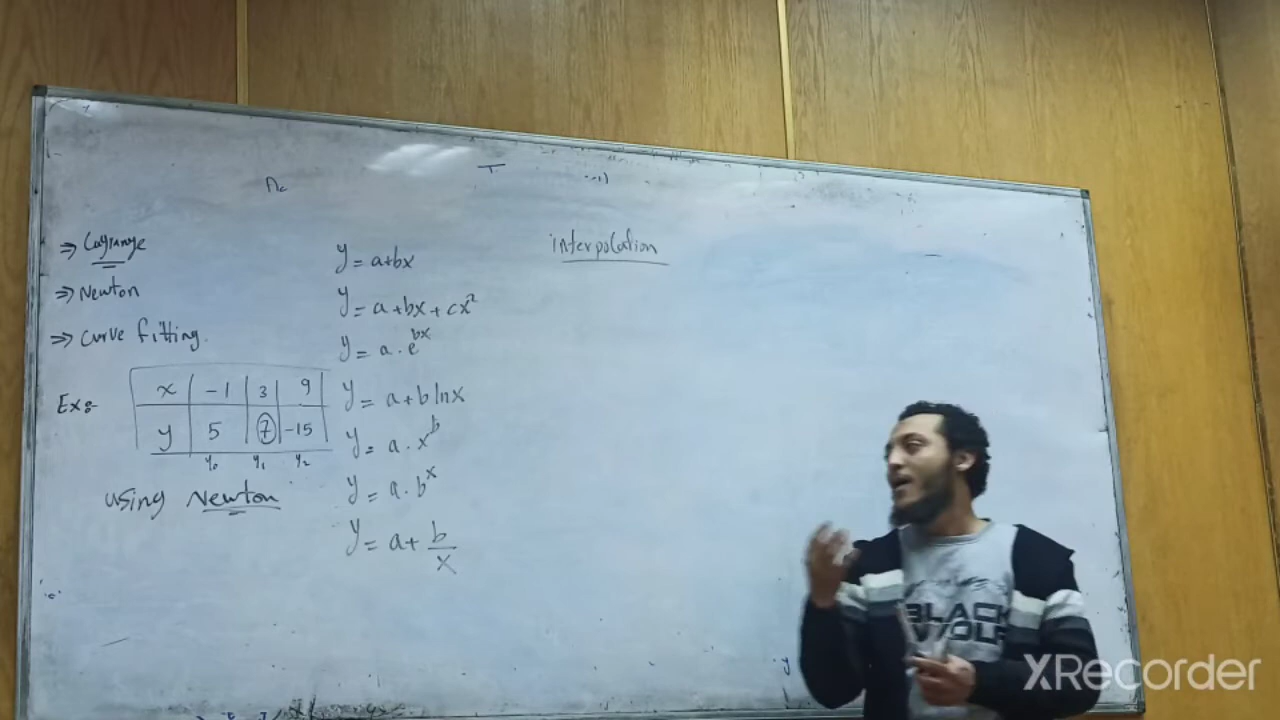 ⇒ Lagrange
⇒ Newton
⇒ Curve fitting.
Ex:-
x | -1 | 3 | 9
y | 5 | 7 | -15
y₀ y₁ y₂
using Newton
y = a+bx
y = a+bx+cx²
y = a . e^bx
y = a+b lnx
y = a . x^b
y = a . b^x
y = a+ b/x
interpolation
BLACK
WOLF
XRecorder